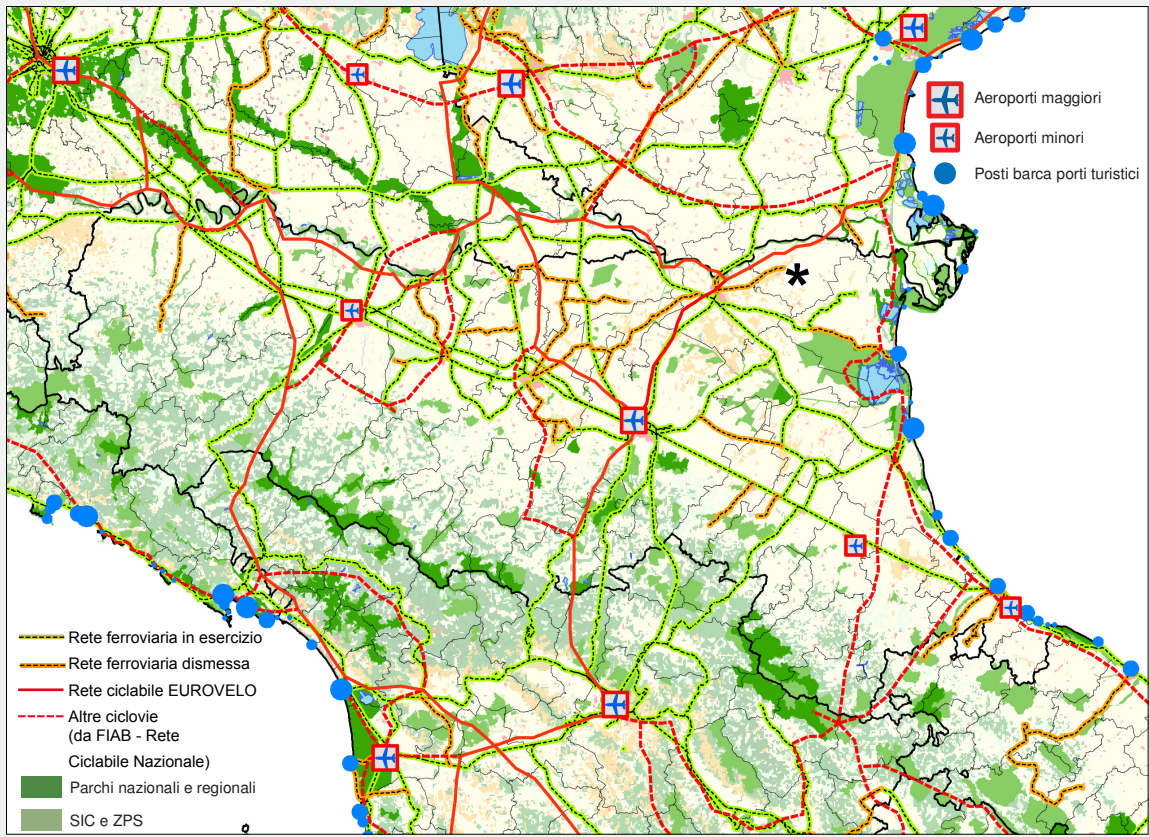 Aeroporti maggiori
Aeroporti minori
Posti barca porti turistici
*
Rete ferroviaria in esercizio
Rete ferroviaria dismessa
Rete ciclabile EUROVELO
Altre ciclovie
(da FIAB - Rete
Ciclabile Nazionale)
Parchi nazionali e regionali
SIC e ZPS